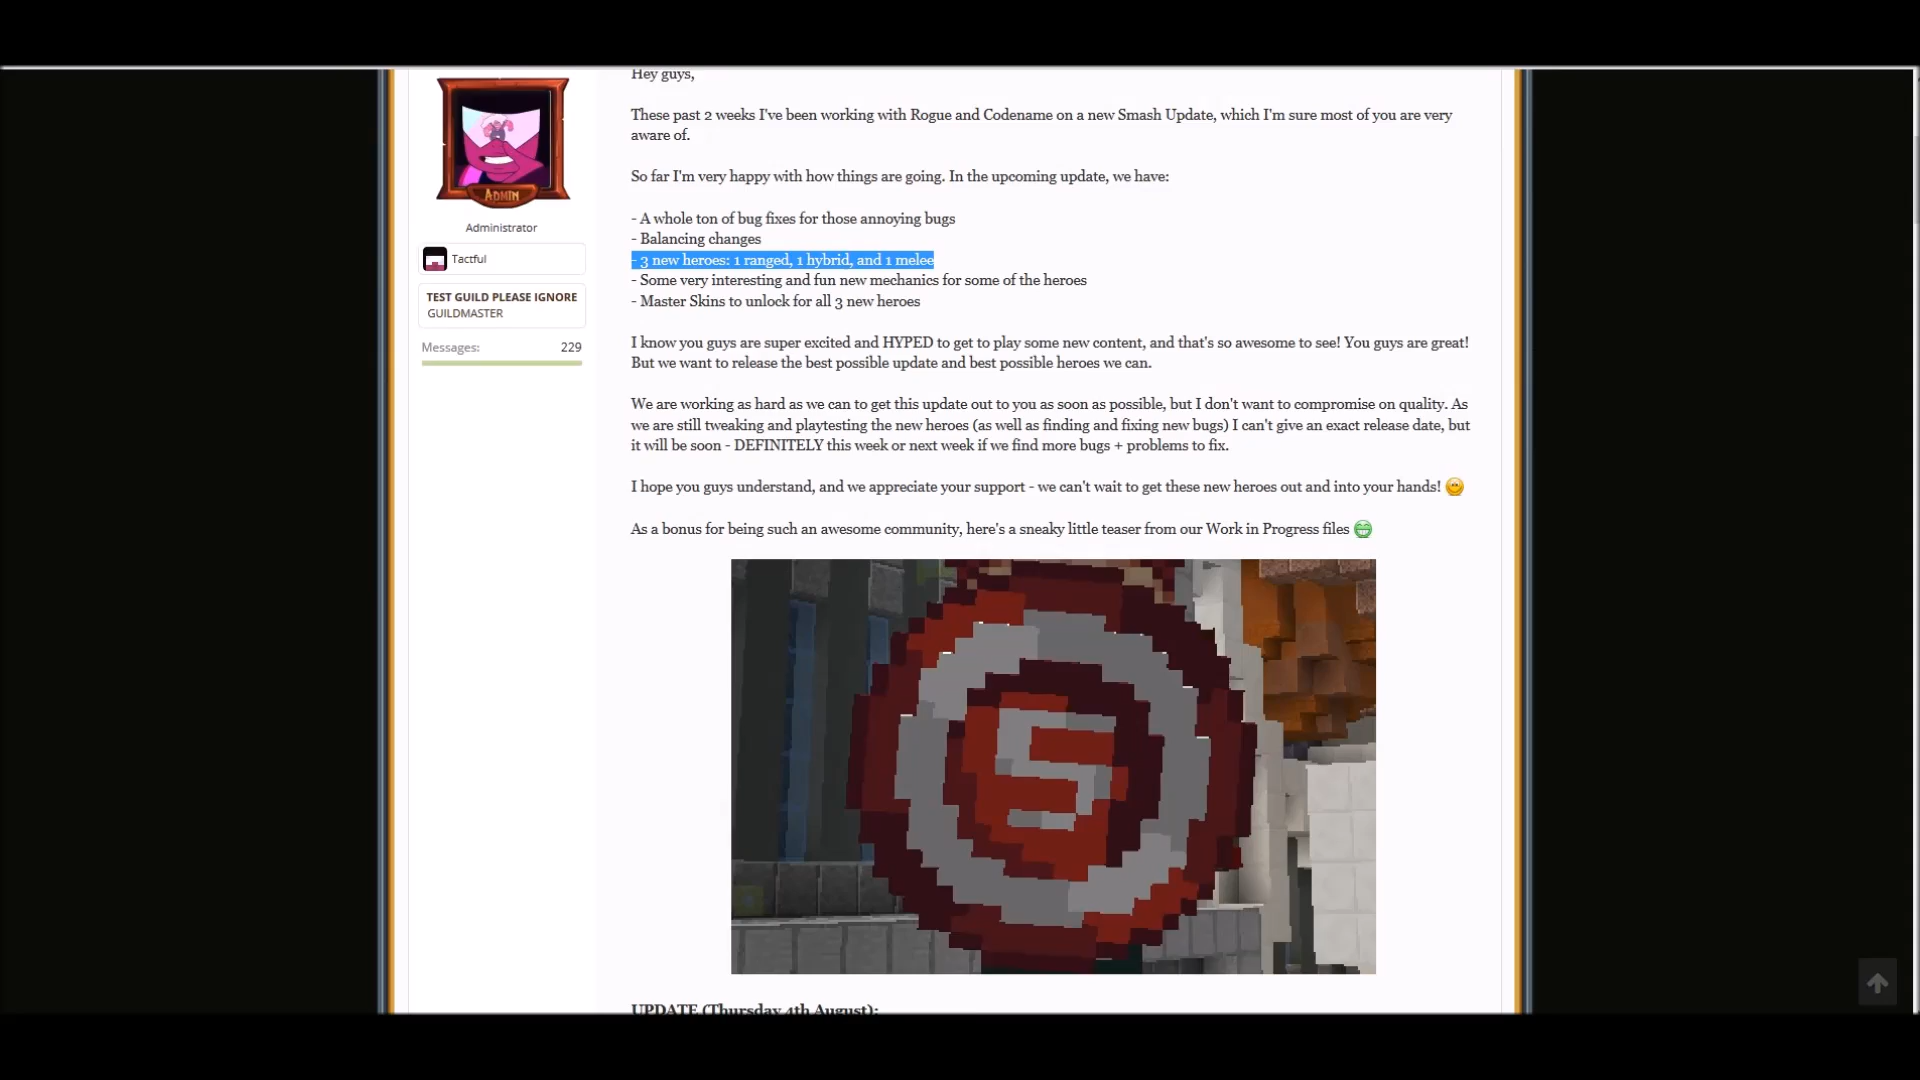 Hey guys,
These past 2 weeks I've been working with Rogue and Codename on a new Smash Update, which I'm sure most of you are very
aware of.
So far I'm very happy with how things are going. In the upcoming update, we have:
- A whole ton of bug fixes for those annoying bugs
- Balancing changes
- 3 new heroes: 1 ranged, 1 hybrid, and 1 melee
- Some very interesting and fun new mechanics for some of the heroes
- Master Skins to unlock for all 3 new heroes
I know you guys are super excited and HYPED to get to play some new content, and that's so awesome to see! You guys are great!
But we want to release the best possible update and best possible heroes we can.
We are working as hard as we can to get this update out to you as soon as possible, but I don't want to compromise on quality. As
we are still tweaking and playtesting the new heroes (as well as finding and fixing new bugs) I can't give an exact release date, but
it will be soon - DEFINITELY this week or next week if we find more bugs + problems to fix.
I hope you guys understand, and we appreciate your support - we can't wait to get these new heroes out and into your hands!
As a bonus for being such an awesome community, here's a sneaky little teaser from our Work in Progress files
S
UPDATE (Thursday 4th August):
ADMIN
Administrator
Tactful
TEST GUILD PLEASE IGNORE
GUILDMASTER
Messages: 229